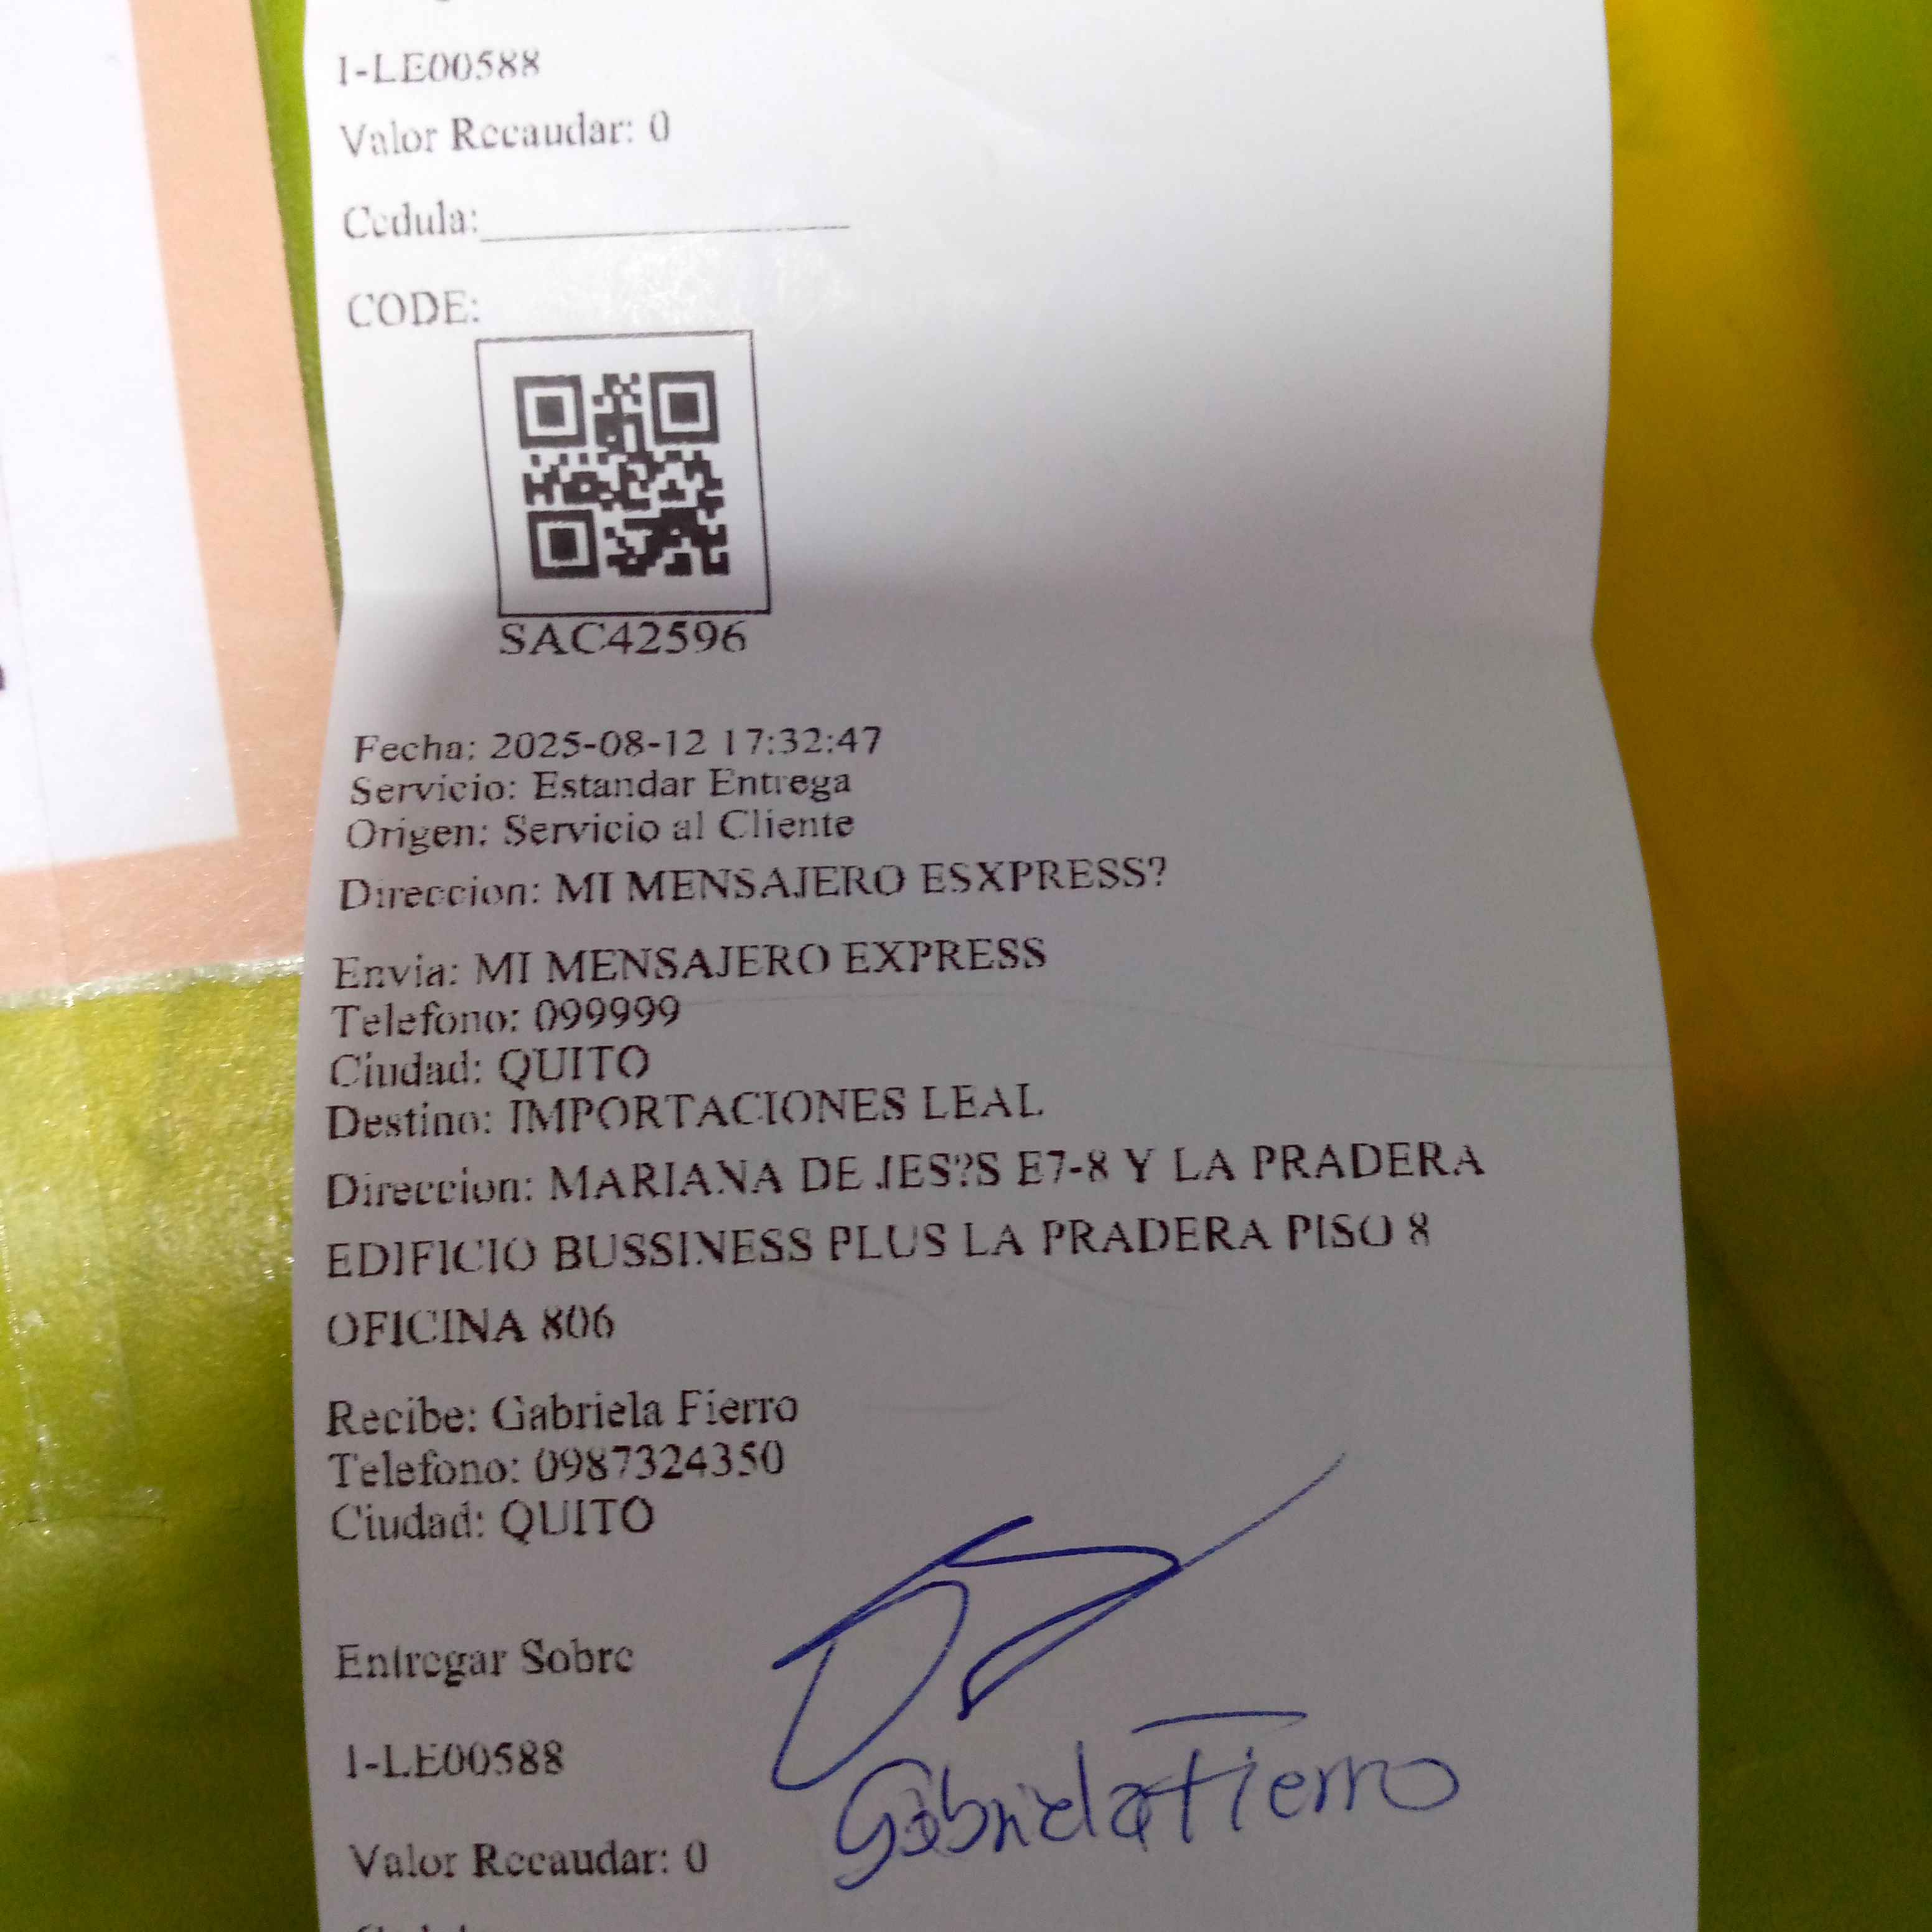 1-LE00588
Valor Recaudar: 0
Cedula:
CODE:
SAC42596
Fecha: 2025-08-12 17:32:47
Servicio: Estandar Entrega
Origen: Servicio al Cliente
Direccion: MI MENSAJERO ESXPRESS?
Envia: MI MENSAJERO EXPRESS
Telefono: 099999
Ciudad: QUITO
Destino: IMPORTACIONES LEAL
Direccion: MARIANA DE JES?S E7-8 Y LA PRADERA
EDIFICIO BUSSINESS PLUS LA PRADERA PISO 8
OFICINA 806
Recibe: Gabriela Fierro
Telefono: 0987324350
Ciudad: QUITO
Entregar Sobre
1-LE00588
Gabriela Fierro
Valor Recaudar: 0